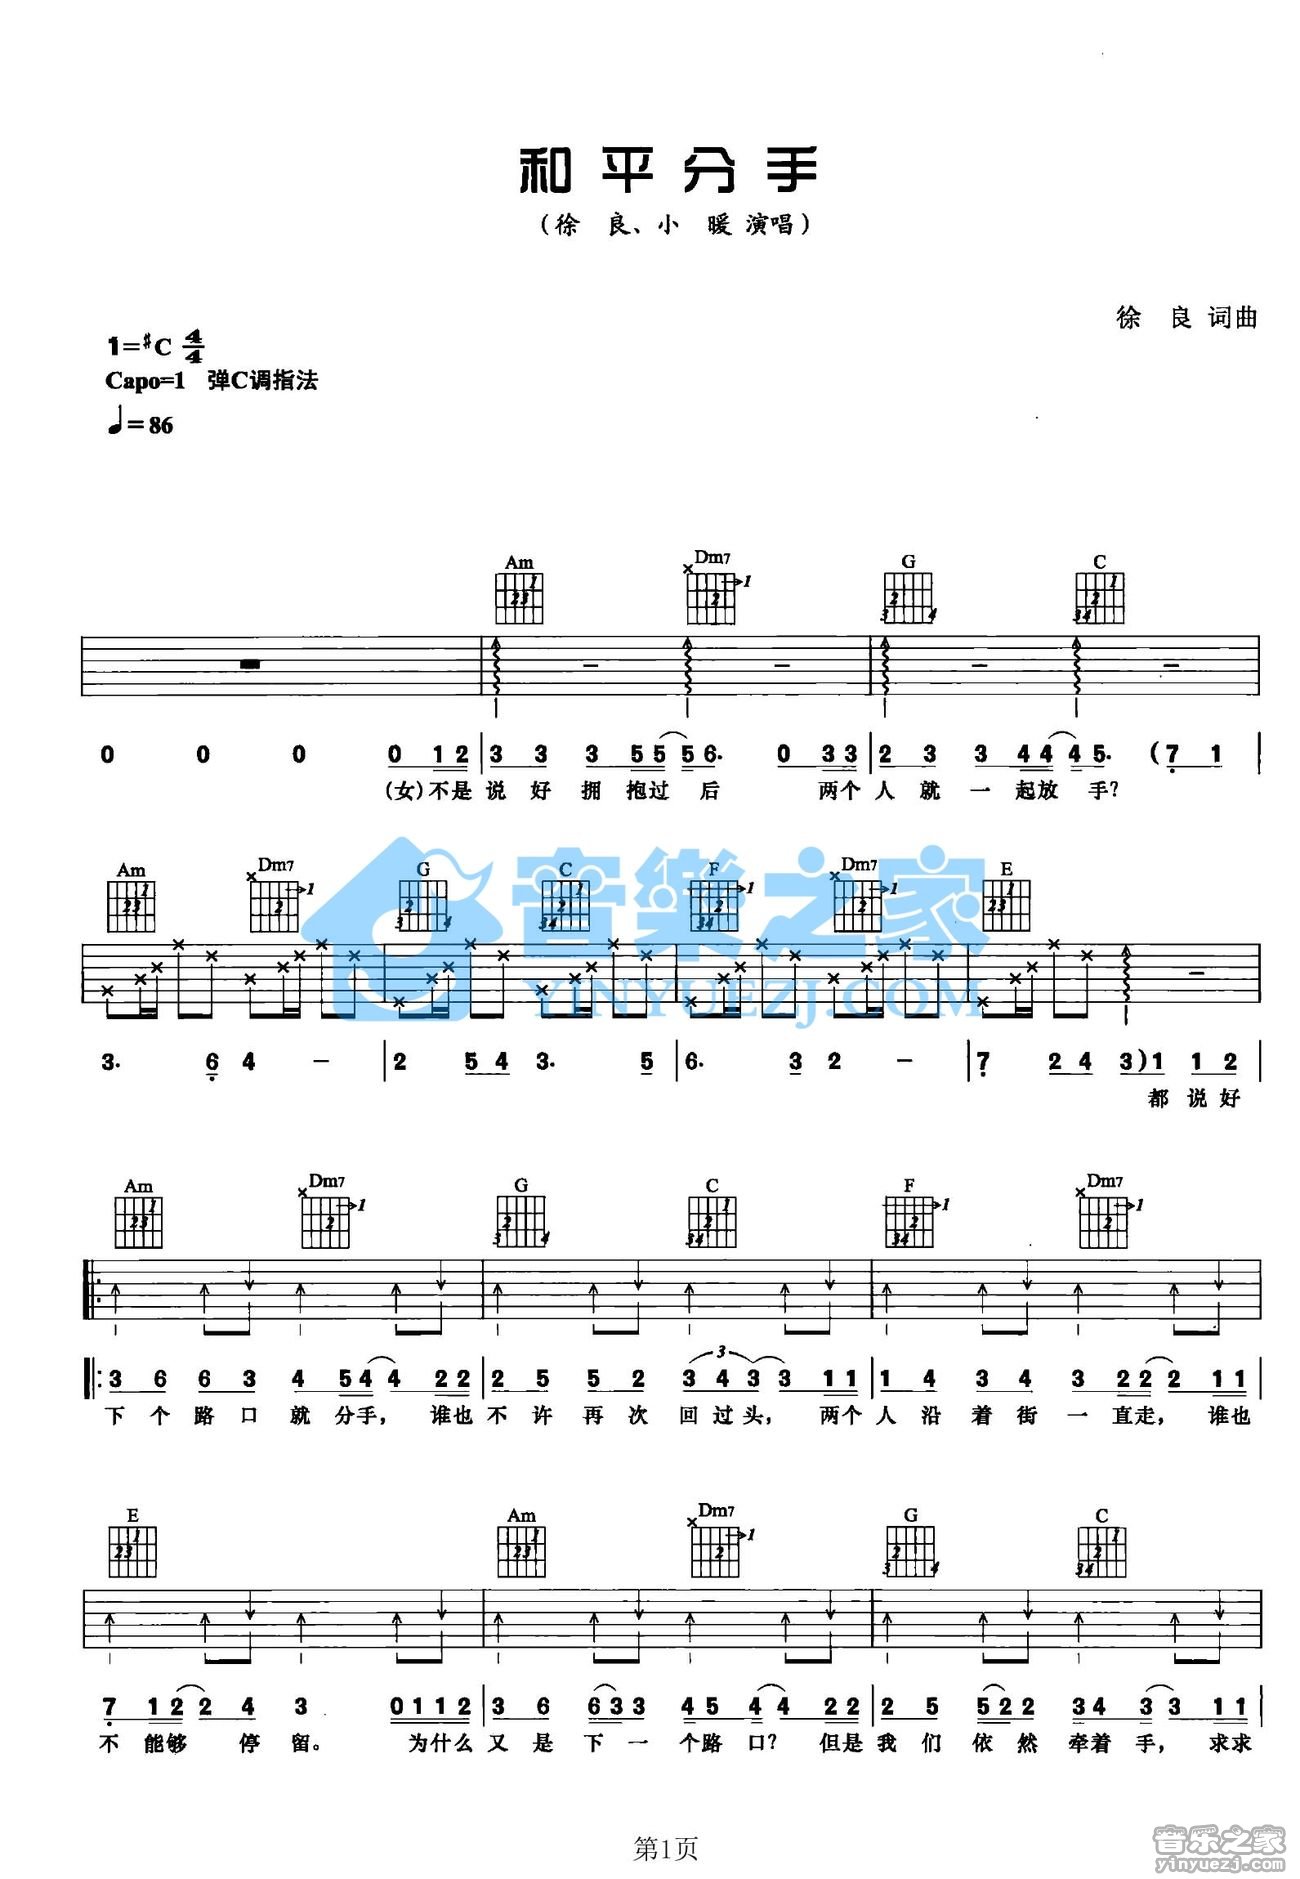 和平分手
（徐 良、小 暖 演唱）
徐 良 词曲
1=#C 4/4
Capo=1 弹C调指法
♩=86
Am Dm7 G C
0 0 0 0 1 2 | 3 3 3 5 5 5 6. 0 3 3 | 2 3 3 4 4 4 5. (7 1 |
(女)不是 说 好 拥 抱过 后 两个 人 就 一 起放 手?
Am Dm7 G C F Dm7 E
音樂之家
YINYUEZJ.COM
3. 6 4 - | 2 5 4 3. 5 | 6. 3 2 - | 7 2 4 3) 1 1 2 |
都 说 好
Am Dm7 G C F Dm7
3 6 6 3 4 5 4 4 2 2 | 2 5 5 2 3 4 3 3 1 1 | 1 4 3 3 1 2 2 2 1 1
下 个 路 口 就 分手, 谁也 不 许 再 次 回 过 头, 两个 人 沿 着 街 一 直走, 谁也
E Am Dm7 G C
7 1 2 2 4 3 0 1 1 2 | 3 6 6 3 3 4 5 4 4 2 2 | 2 5 5 2 2 3 4 3 3 1 1
不 能够 停 留。 为什么 又 是 下 一 个路 口? 但是 我 们 依 然 牵着 手, 求求
第1页
音乐之家
yinyuezj.com